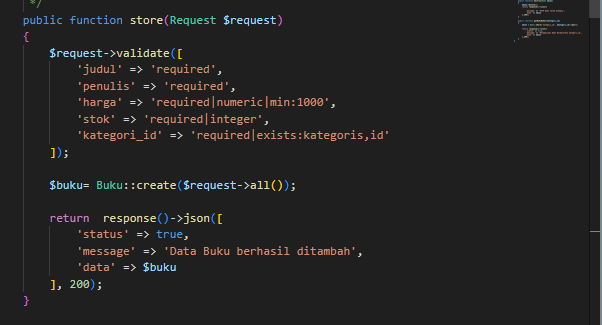 */
public function store(Request $request)
{
    $request->validate([
        'judul' => 'required',
        'penulis' => 'required',
        'harga' => 'required|numeric|min:1000',
        'stok' => 'required|integer',
        'kategori_id' => 'required|exists:kategoris,id'
    ]);
    $buku= Buku::create($request->all());
    return  response()->json([
        'status' => true,
        'message' => 'Data Buku berhasil ditambah',
        'data' => $buku
    ], 200);
}